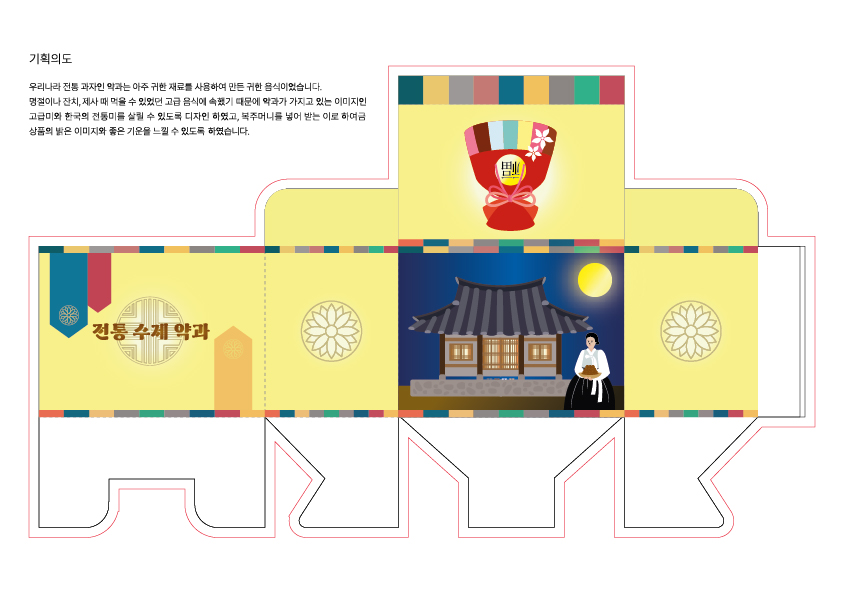 기획의도
우리나라 전통 과자인 약과는 아주 귀한 재료를 사용하여 만든 귀한 음식이었습니다.
명절이나 잔치, 제사 때 먹을 수 있었던 고급 음식에 속했기 때문에 약과가 가지고 있는 이미지인
고급미와 한국의 전통미를 살릴 수 있도록 디자인 하였고, 복주머니를 넣어 받는 이로 하여금
상품의 밝은 이미지와 좋은 기운을 느낄 수 있도록 하였습니다.
전통 수제 약과